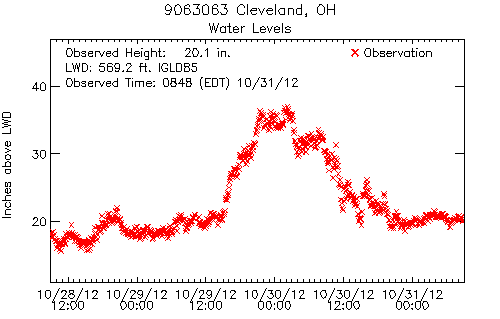 9063063 Cleveland, OH
Water Levels
Observed Height: 20.1 in.
LWD: 569.2 ft. IGLD85
Observed Time: 0848 (EDT) 10/31/12
Observation
Inches above LWD
40
30
20
10/28/12 10/29/12 10/29/12 10/30/12 10/30/12 10/31/12
12:00 00:00 12:00 00:00 12:00 00:00